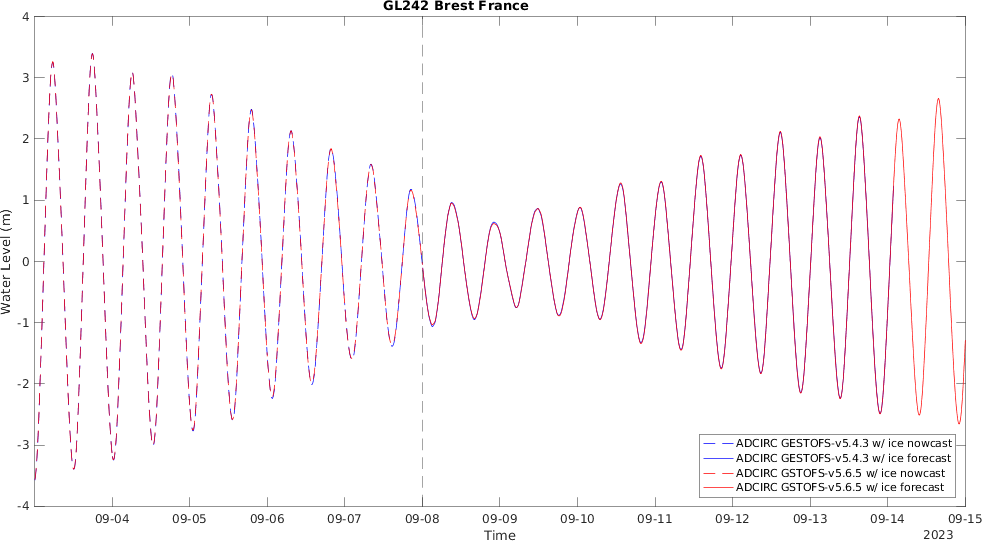 GL242 Brest France
4
3
2
1
0
-1
-2
-3
-4
Water Level (m)
ADCIRC GESTOFS-v5.4.3 w/ ice nowcast
ADCIRC GESTOFS-v5.4.3 w/ ice forecast
ADCIRC GSTOFS-v5.6.5 w/ ice nowcast
ADCIRC GSTOFS-v5.6.5 w/ ice forecast
09-04 09-05 09-06 09-07 09-08 09-09 09-10 09-11 09-12 09-13 09-14 09-15
Time
2023